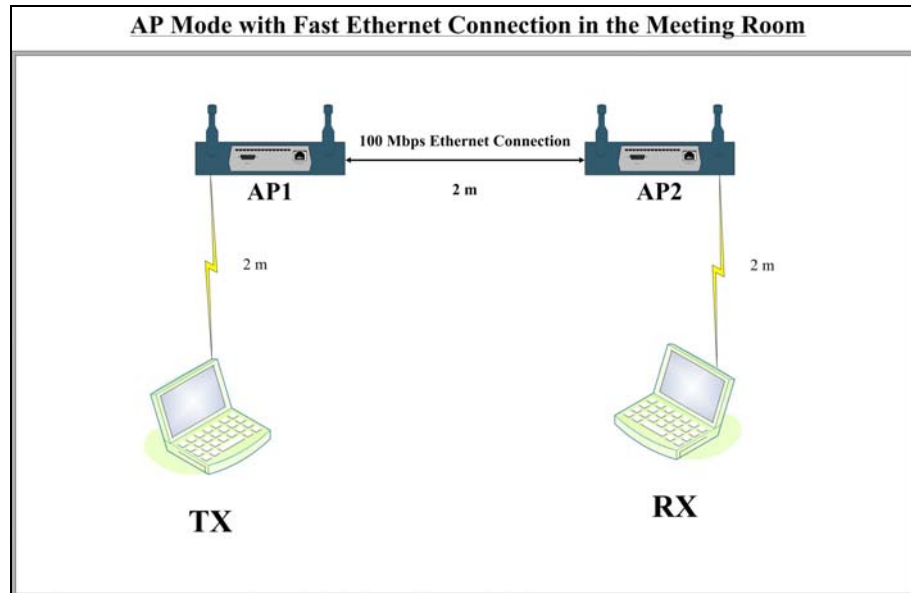 AP Mode with Fast Ethernet Connection in the Meeting Room
100 Mbps Ethernet Connection
AP1
2 m
AP2
2 m
2 m
TX
RX